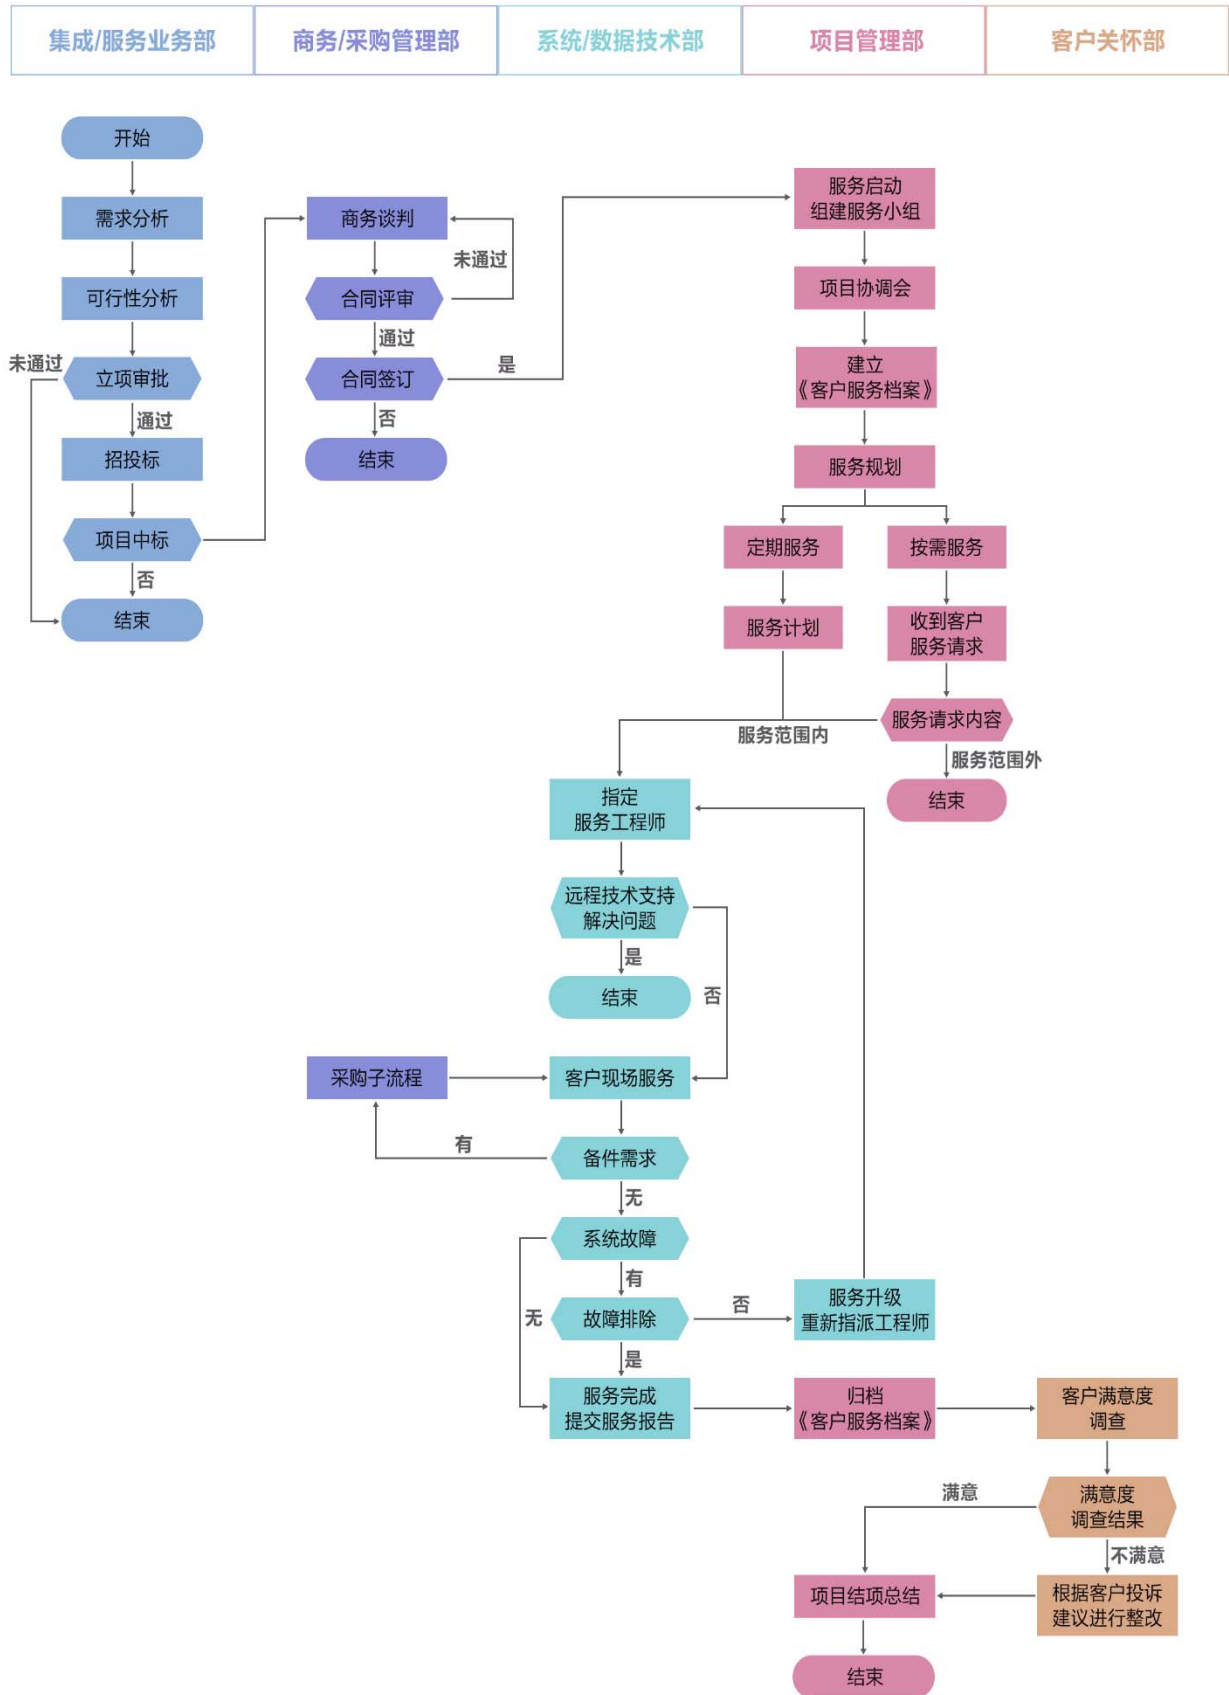 集成/服务业务部
商务/采购管理部
系统/数据技术部
项目管理部
客户关怀部
开始
需求分析
可行性分析
未通过
立项审批
通过
招投标
项目中标
否
结束
商务谈判
未通过
合同评审
通过
合同签订
是
否
结束
服务启动
组建服务小组
项目协调会
建立
《客户服务档案》
服务规划
定期服务
按需服务
服务计划
收到客户
服务请求
服务请求内容
服务范围内
服务范围外
结束
指定
服务工程师
远程技术支持
解决问题
是
否
结束
采购子流程
客户现场服务
有
备件需求
无
系统故障
有
无
故障排除
否
服务升级
重新指派工程师
是
服务完成
提交服务报告
归档
《客户服务档案》
客户满意度
调查
满意
满意度
调查结果
不满意
项目结项总结
根据客户投诉
建议进行整改
结束